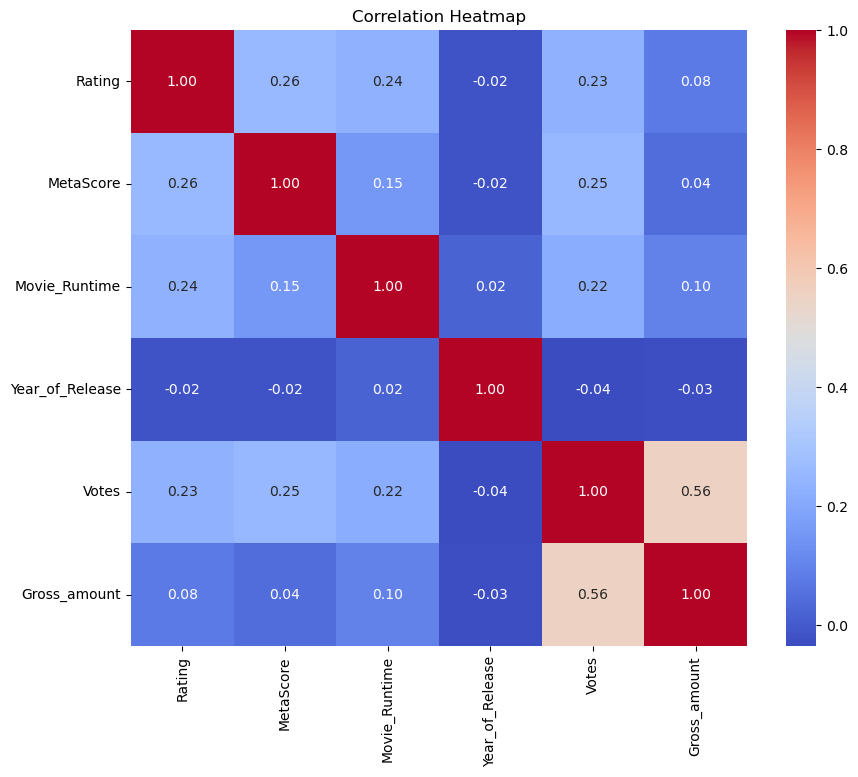 Correlation Heatmap
Rating 1.00 0.26 0.24 -0.02 0.23 0.08
MetaScore 0.26 1.00 0.15 -0.02 0.25 0.04
Movie_Runtime 0.24 0.15 1.00 0.02 0.22 0.10
Year_of_Release -0.02 -0.02 0.02 1.00 -0.04 -0.03
Votes 0.23 0.25 0.22 -0.04 1.00 0.56
Gross_amount 0.08 0.04 0.10 -0.03 0.56 1.00
Rating
MetaScore
Movie_Runtime
Year_of_Release
Votes
Gross_amount
1.0
0.8
0.6
0.4
0.2
0.0